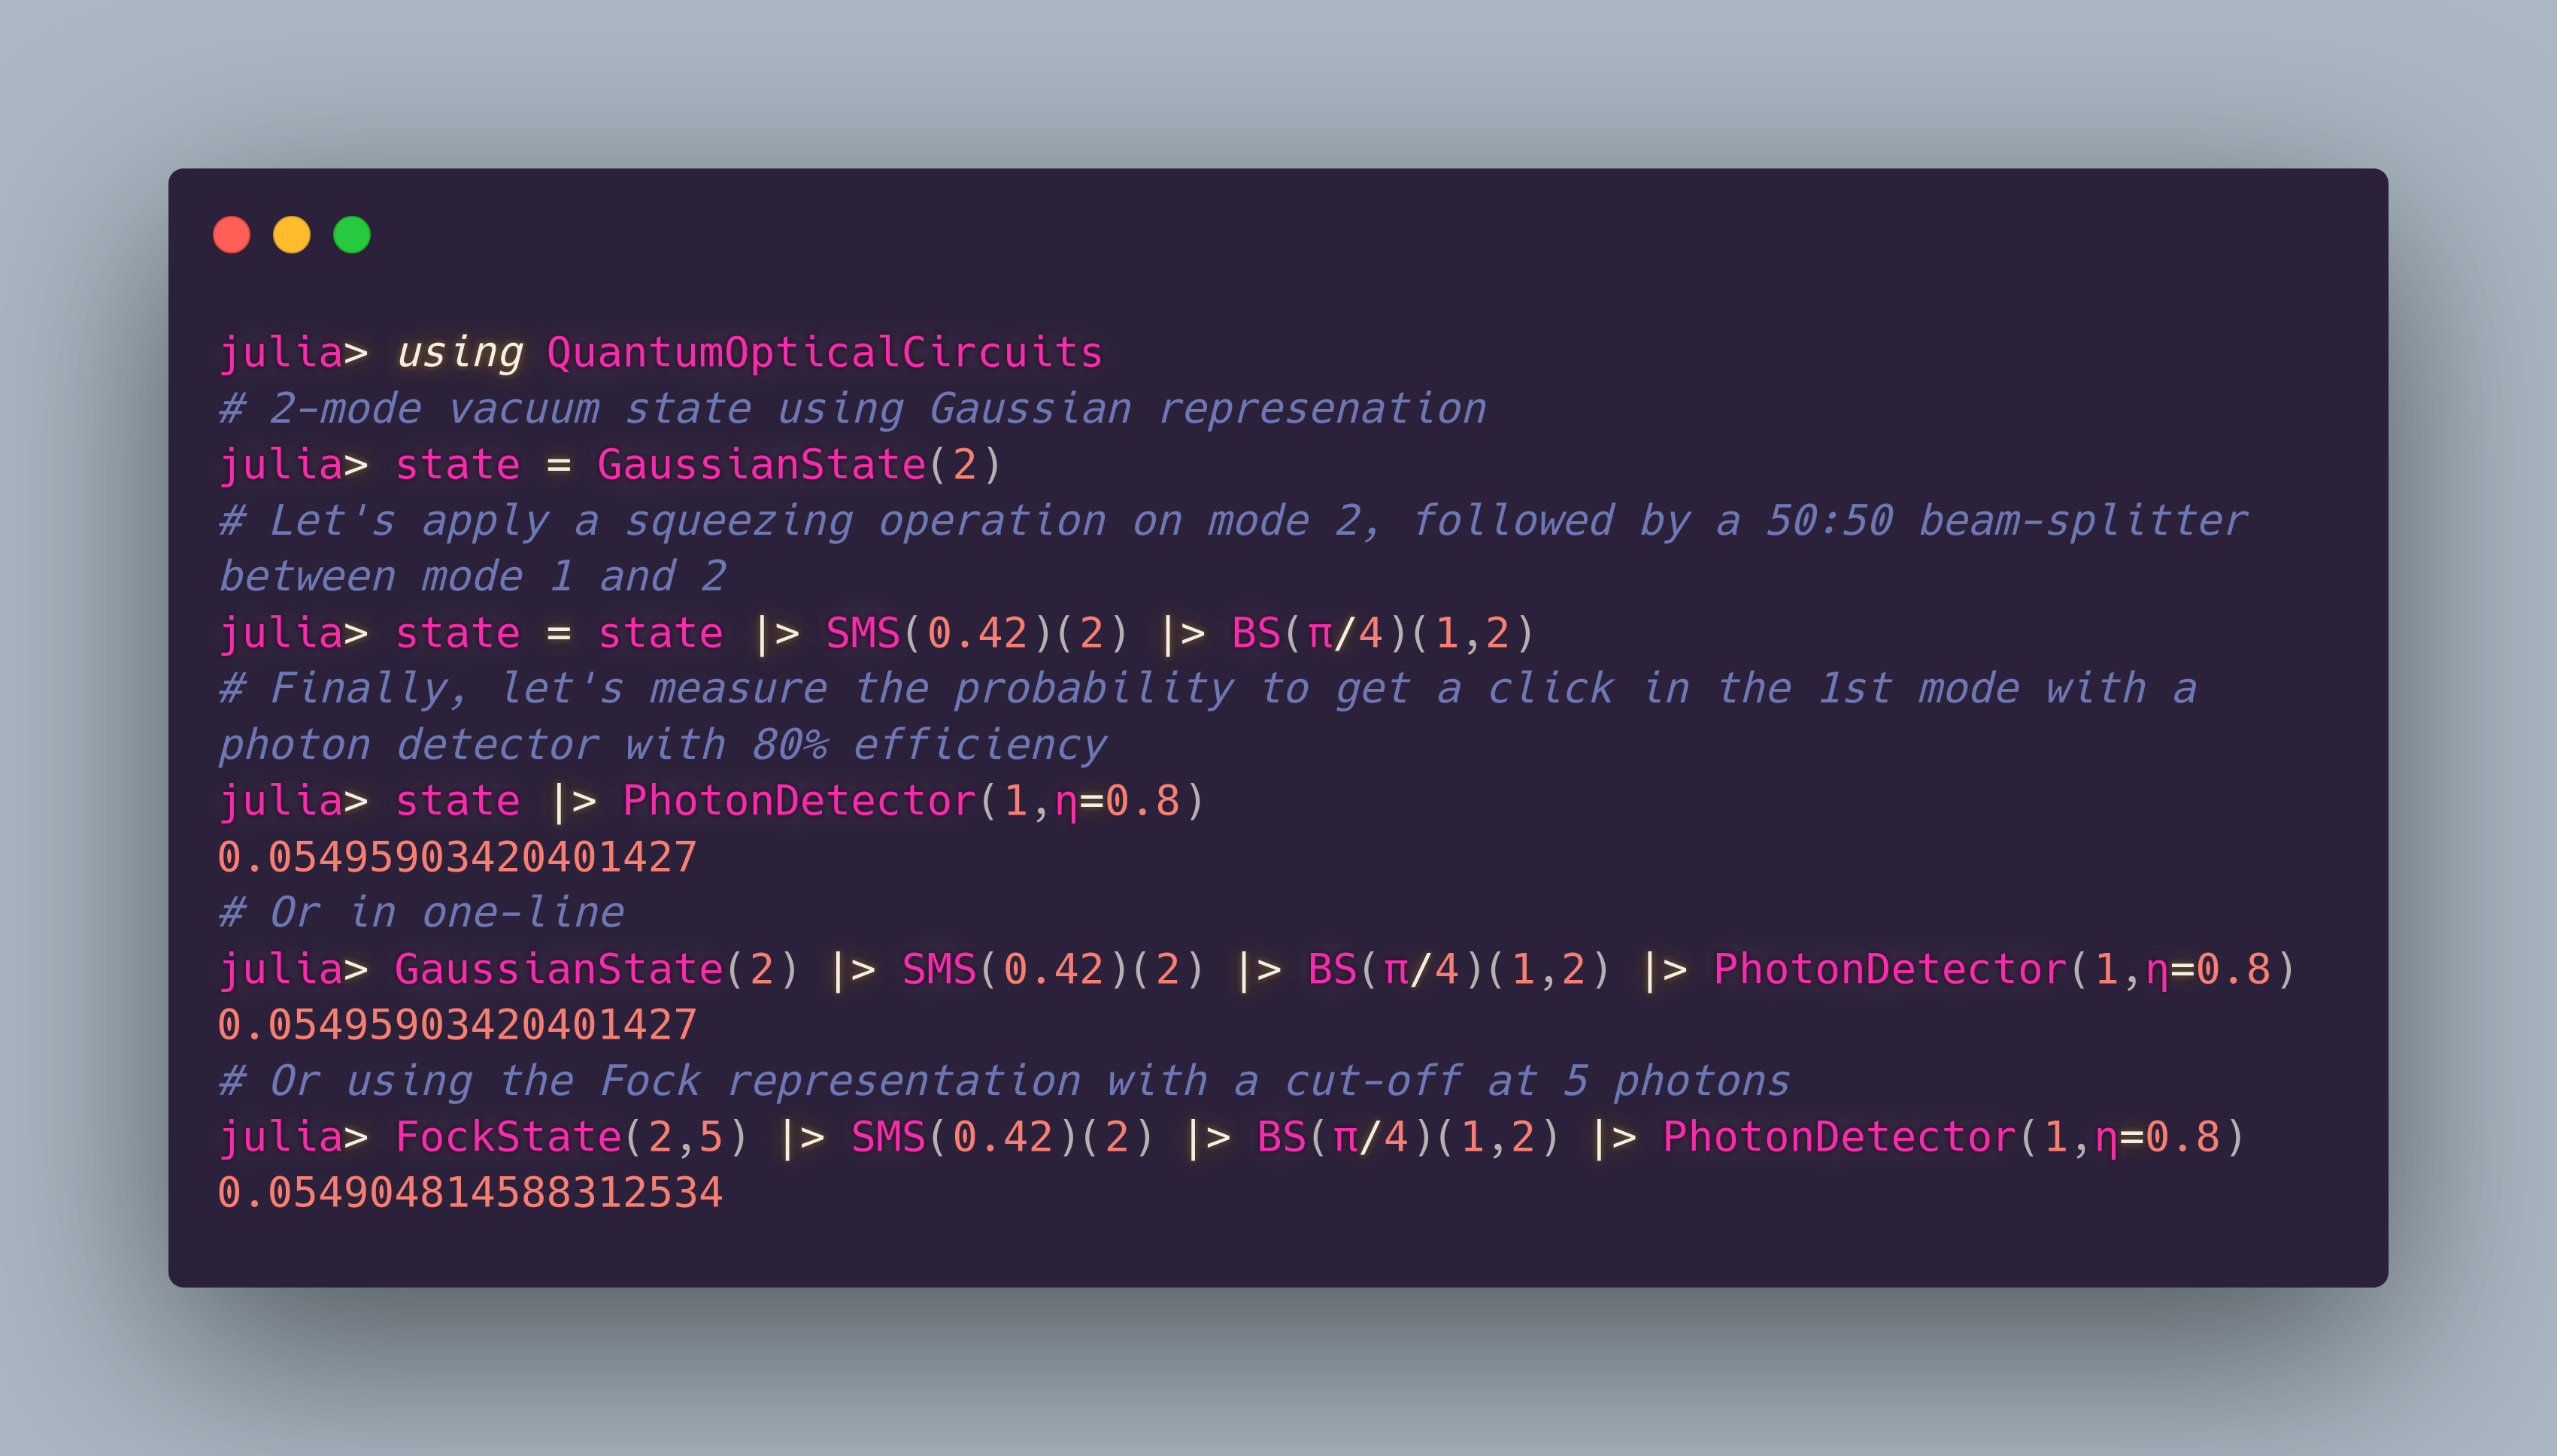 julia> using QuantumOpticalCircuits
# 2-mode vacuum state using Gaussian represenation
julia> state = GaussianState(2)
# Let's apply a squeezing operation on mode 2, followed by a 50:50 beam-splitter
between mode 1 and 2
julia> state = state |> SMS(0.42)(2) |> BS(π/4)(1,2)
# Finally, let's measure the probability to get a click in the 1st mode with a
photon detector with 80% efficiency
julia> state |> PhotonDetector(1,η=0.8)
0.05495903420401427
# Or in one-line
julia> GaussianState(2) |> SMS(0.42)(2) |> BS(π/4)(1,2) |> PhotonDetector(1,η=0.8)
0.05495903420401427
# Or using the Fock representation with a cut-off at 5 photons
julia> FockState(2,5) |> SMS(0.42)(2) |> BS(π/4)(1,2) |> PhotonDetector(1,η=0.8)
0.054904814588312534